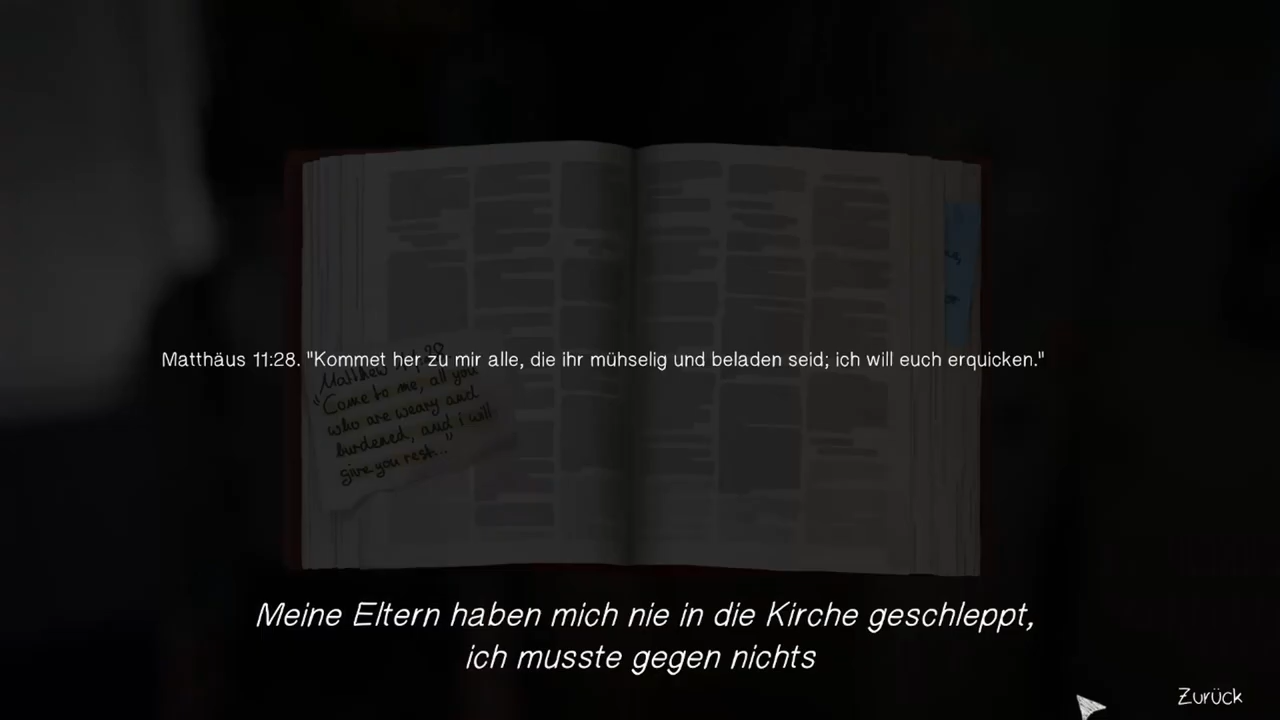 Matthäus 11:28. "Kommet her zu mir alle, die ihr mühselig und beladen seid; ich will euch erquicken."
Matthew
"Come to me, all you
who are weary and
burdened, and i will
give you rest.."
Meine Eltern haben mich nie in die Kirche geschleppt,
ich musste gegen nichts
Zurück